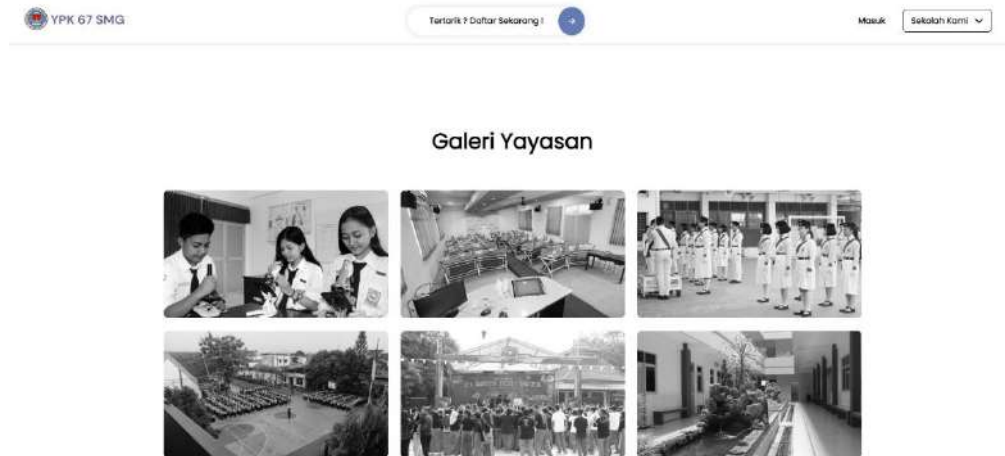 YPK 67 SMG
Tertarik ? Daftar Sekarang !
Masuk
Sekolah Kami
Galeri Yayasan